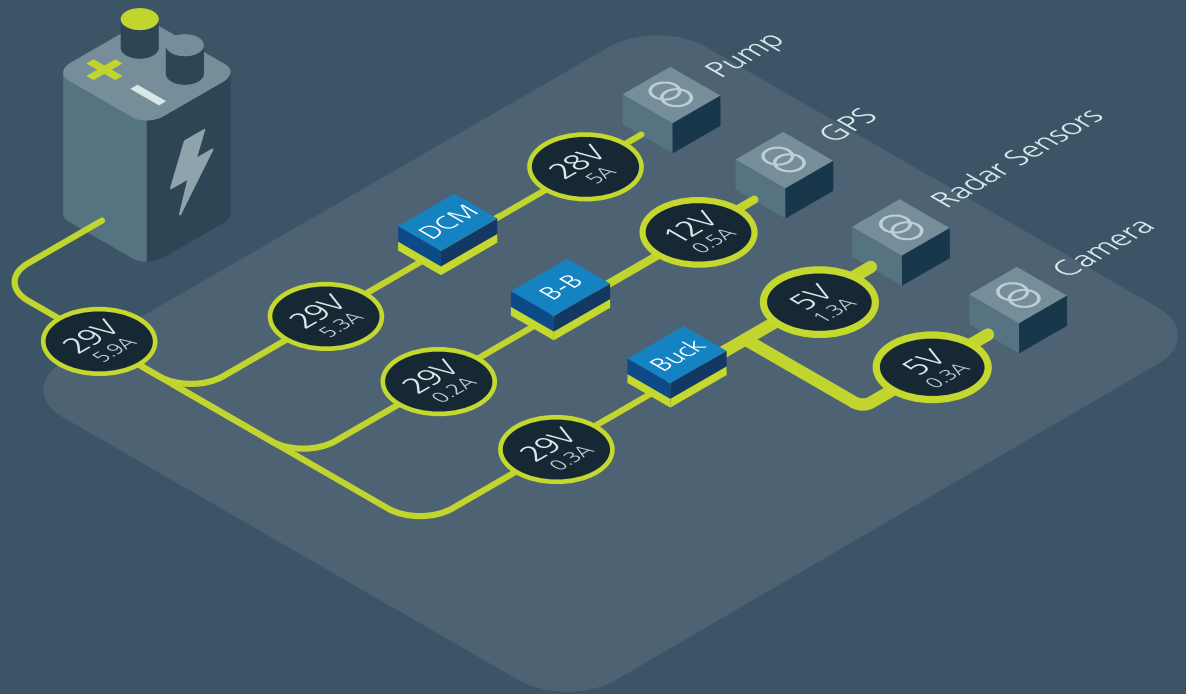 Pump
GPS
Radar Sensors
Camera
28V
5A
DCM
12V
0.5A
B-B
5V
1.3A
29V
5.3A
29V
5.9A
Buck
5V
0.3A
29V
0.2A
29V
0.3A